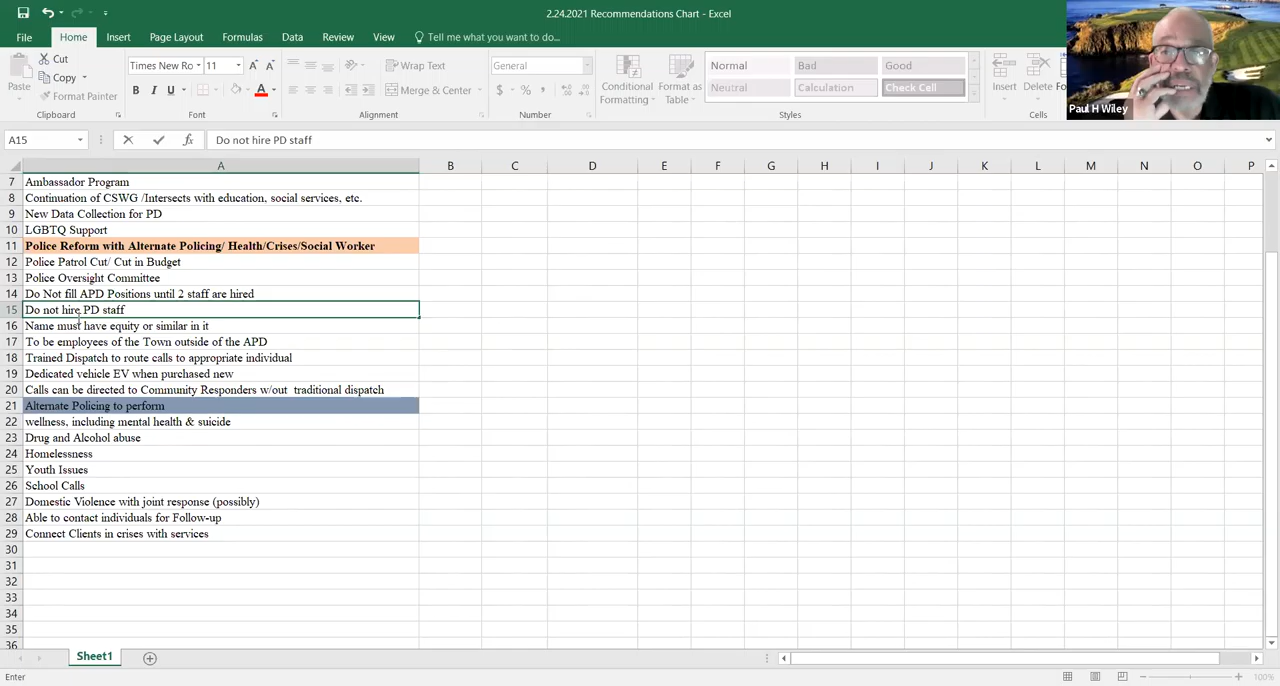 2.24.2021 Recommendations Chart - Excel
File Home Insert Page Layout Formulas Data Review View Tell me what you want to do...
Paste Cut Copy Format Painter Clipboard
Times New Ro 11 B I U A Font
Wrap Text Merge & Center Alignment
General $ % Number
Conditional Formatting Format as Table
Normal Bad Good
Neutral Calculation Check Cell
Styles
Insert Delete Fo
Cells
Paul H Wiley
A15 fx Do not hire PD staff
A B C D E F G H I J K L M N O P
7 Ambassador Program
8 Continuation of CSWG /Intersects with education, social services, etc.
9 New Data Collection for PD
10 LGBTQ Support
11 Police Reform with Alternate Policing/ Health/Crises/Social Worker
12 Police Patrol Cut/ Cut in Budget
13 Police Oversight Committee
14 Do Not fill APD Positions until 2 staff are hired
15 Do not hire PD staff
16 Name must have equity or similar in it
17 To be employees of the Town outside of the APD
18 Trained Dispatch to route calls to appropriate individual
19 Dedicated vehicle EV when purchased new
20 Calls can be directed to Community Responders w/out traditional dispatch
21 Alternate Policing to perform
22 wellness, including mental health & suicide
23 Drug and Alcohol abuse
24 Homelessness
25 Youth Issues
26 School Calls
27 Domestic Violence with joint response (possibly)
28 Able to contact individuals for Follow-up
29 Connect Clients in crises with services
30
31
32
33
34
35
36
Sheet1
Enter 100%